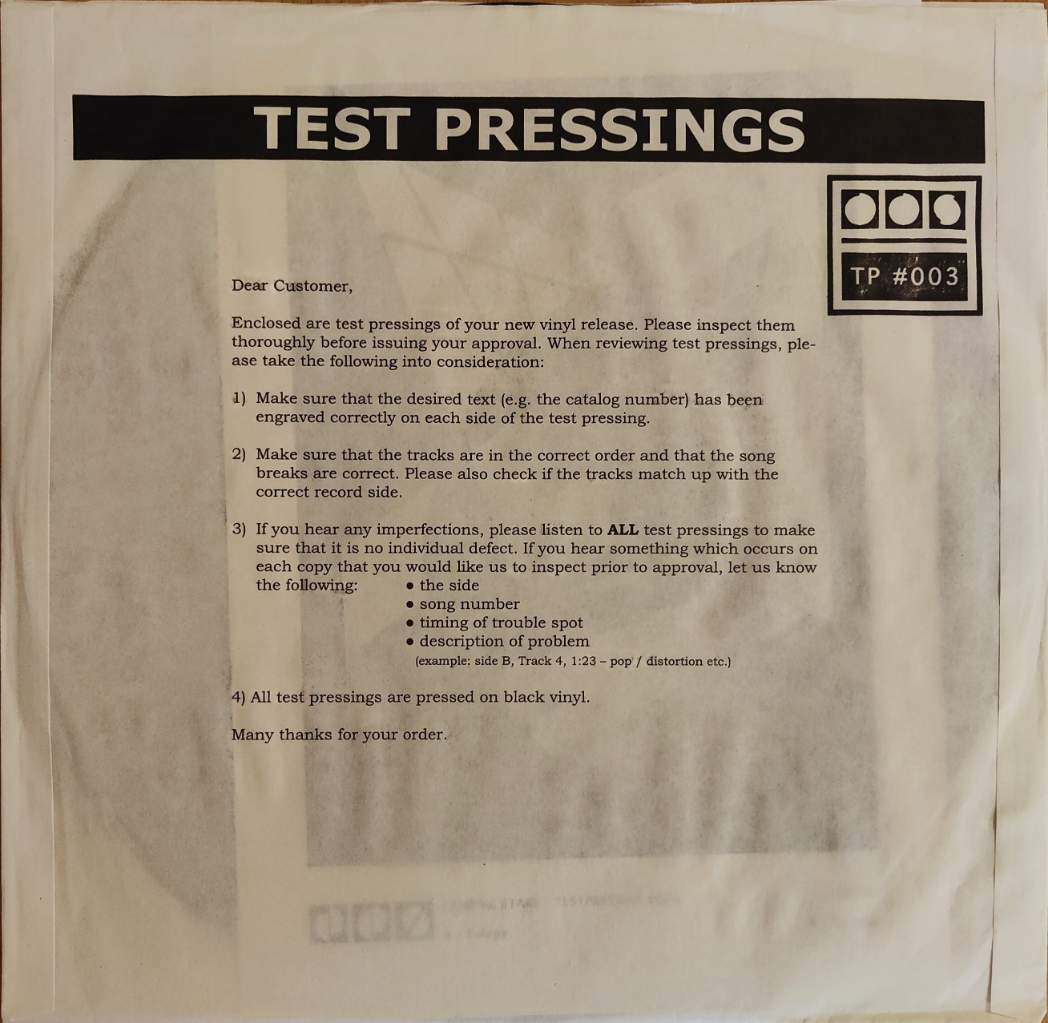 TEST PRESSINGS
TP #003
Dear Customer,
Enclosed are test pressings of your new vinyl release. Please inspect them
thoroughly before issuing your approval. When reviewing test pressings, ple-
ase take the following into consideration:
1) Make sure that the desired text (e.g. the catalog number) has been
engraved correctly on each side of the test pressing.
2) Make sure that the tracks are in the correct order and that the song
breaks are correct. Please also check if the tracks match up with the
correct record side.
3) If you hear any imperfections, please listen to ALL test pressings to make
sure that it is no individual defect. If you hear something which occurs on
each copy that you would like us to inspect prior to approval, let us know
the following: • the side
• song number
• timing of trouble spot
• description of problem
(example: side B, Track 4, 1:23 – pop / distortion etc.)
4) All test pressings are pressed on black vinyl.
Many thanks for your order.